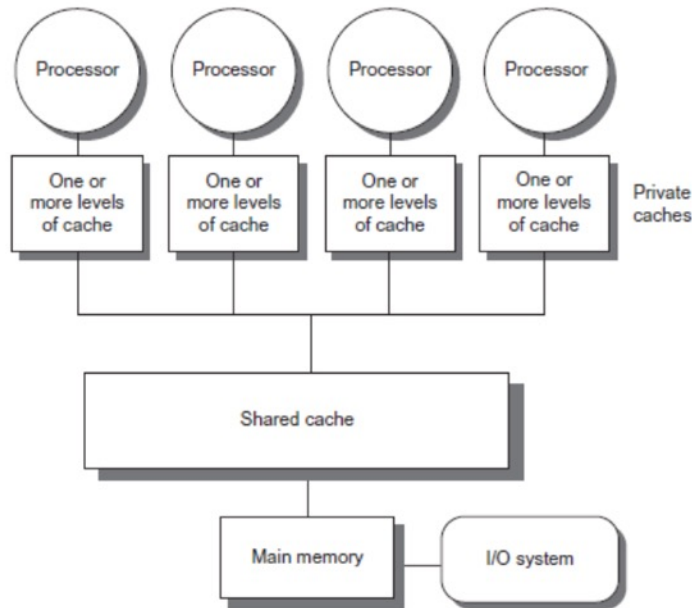 Processor
Processor
Processor
Processor
One or
more levels
of cache
One or
more levels
of cache
One or
more levels
of cache
One or
more levels
of cache
Private
caches
Shared cache
Main memory
I/O system